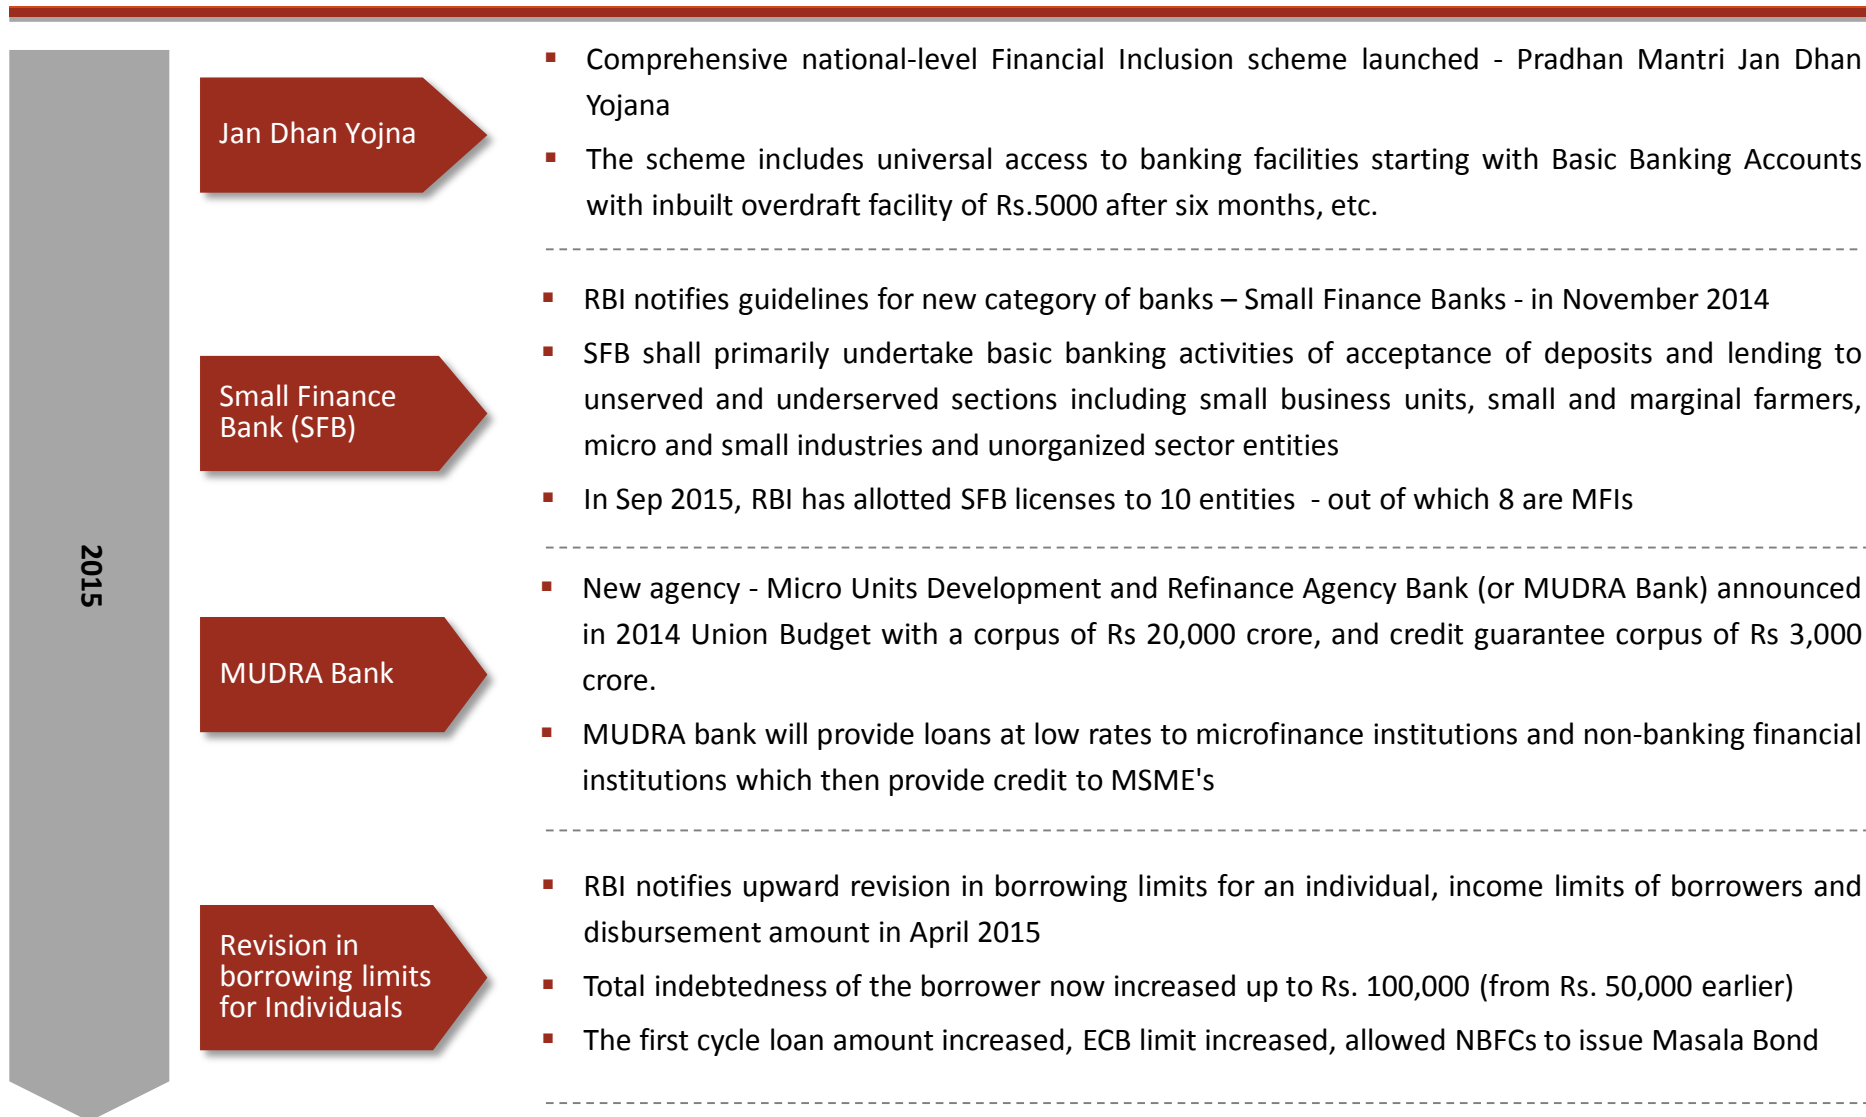 2015
Jan Dhan Yojna
Comprehensive national-level Financial Inclusion scheme launched - Pradhan Mantri Jan Dhan
Yojana
The scheme includes universal access to banking facilities starting with Basic Banking Accounts
with inbuilt overdraft facility of Rs.5000 after six months, etc.
Small Finance
Bank (SFB)
RBI notifies guidelines for new category of banks – Small Finance Banks - in November 2014
SFB shall primarily undertake basic banking activities of acceptance of deposits and lending to
unserved and underserved sections including small business units, small and marginal farmers,
micro and small industries and unorganized sector entities
In Sep 2015, RBI has allotted SFB licenses to 10 entities - out of which 8 are MFIs
MUDRA Bank
New agency - Micro Units Development and Refinance Agency Bank (or MUDRA Bank) announced
in 2014 Union Budget with a corpus of Rs 20,000 crore, and credit guarantee corpus of Rs 3,000
crore.
MUDRA bank will provide loans at low rates to microfinance institutions and non-banking financial
institutions which then provide credit to MSME's
Revision in
borrowing limits
for Individuals
RBI notifies upward revision in borrowing limits for an individual, income limits of borrowers and
disbursement amount in April 2015
Total indebtedness of the borrower now increased up to Rs. 100,000 (from Rs. 50,000 earlier)
The first cycle loan amount increased, ECB limit increased, allowed NBFCs to issue Masala Bond